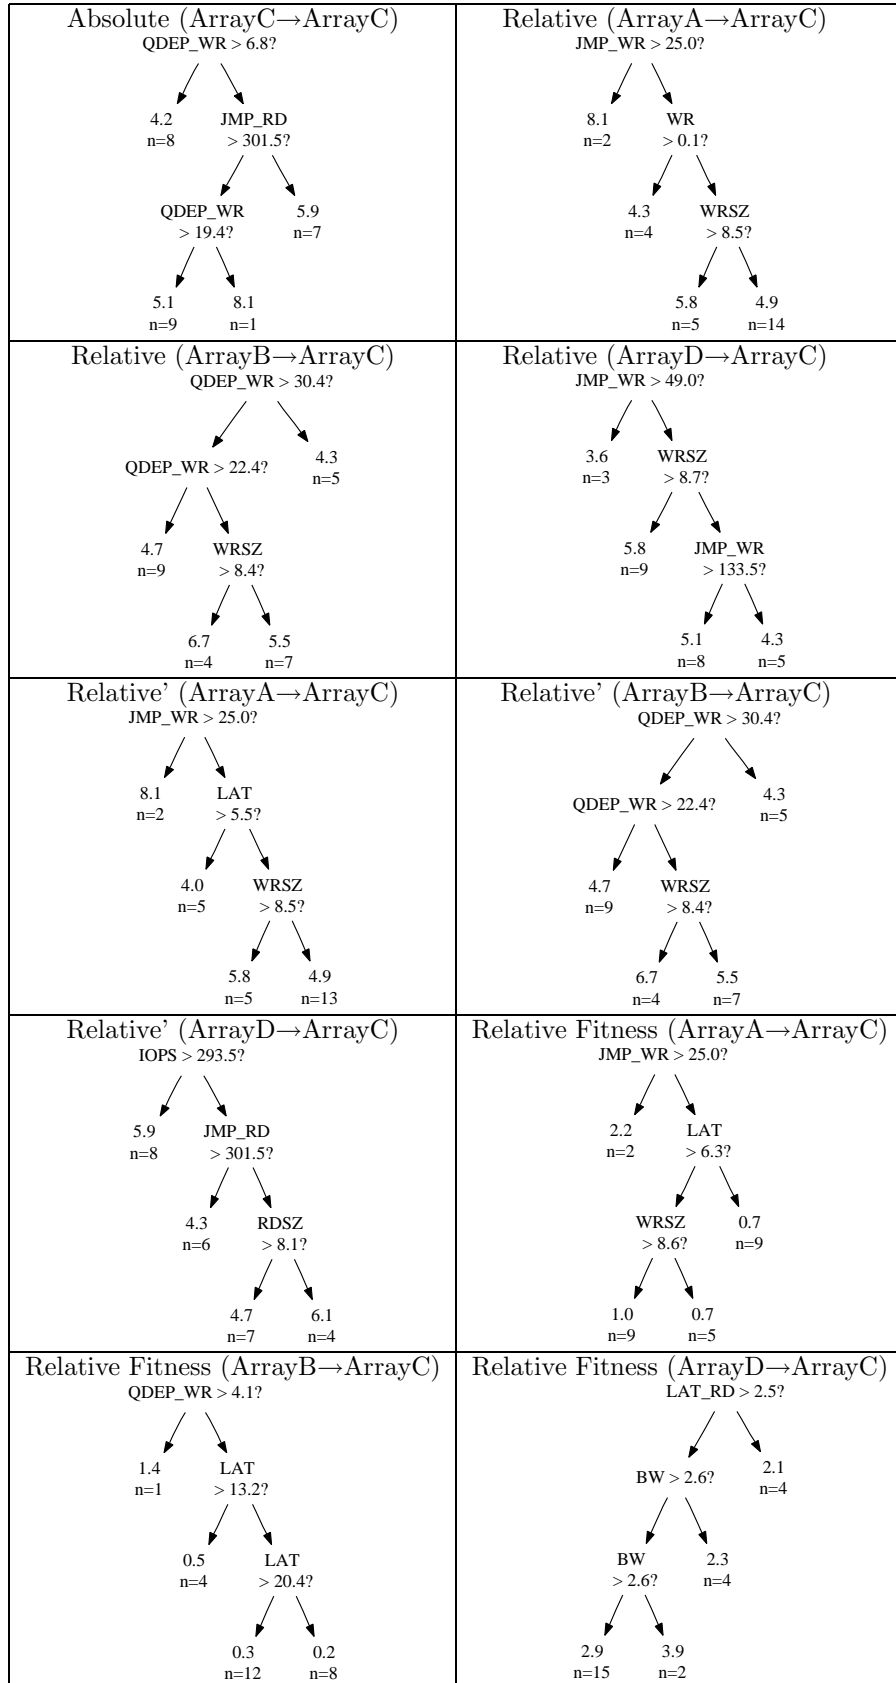 Absolute (ArrayC→ArrayC)
QDEP_WR > 6.8?
4.2
n=8
JMP_RD
> 301.5?
QDEP_WR
> 19.4?
5.9
n=7
5.1
n=9
8.1
n=1
Relative (ArrayA→ArrayC)
JMP_WR > 25.0?
8.1
n=2
WR
> 0.1?
4.3
n=4
WRSZ
> 8.5?
5.8
n=5
4.9
n=14
Relative (ArrayB→ArrayC)
QDEP_WR > 30.4?
QDEP_WR > 22.4?
4.3
n=5
4.7
n=9
WRSZ
> 8.4?
6.7
n=4
5.5
n=7
Relative (ArrayD→ArrayC)
JMP_WR > 49.0?
3.6
n=3
WRSZ
> 8.7?
5.8
n=9
JMP_WR
> 133.5?
5.1
n=8
4.3
n=5
Relative' (ArrayA→ArrayC)
JMP_WR > 25.0?
8.1
n=2
LAT
> 5.5?
4.0
n=5
WRSZ
> 8.5?
5.8
n=5
4.9
n=13
Relative' (ArrayB→ArrayC)
QDEP_WR > 30.4?
QDEP_WR > 22.4?
4.3
n=5
4.7
n=9
WRSZ
> 8.4?
6.7
n=4
5.5
n=7
Relative' (ArrayD→ArrayC)
IOPS > 293.5?
5.9
n=8
JMP_RD
> 301.5?
4.3
n=6
RDSZ
> 8.1?
4.7
n=7
6.1
n=4
Relative Fitness (ArrayA→ArrayC)
JMP_WR > 25.0?
2.2
n=2
LAT
> 6.3?
WRSZ
> 8.6?
0.7
n=9
1.0
n=9
0.7
n=5
Relative Fitness (ArrayB→ArrayC)
QDEP_WR > 4.1?
1.4
n=1
LAT
> 13.2?
0.5
n=4
LAT
> 20.4?
0.3
n=12
0.2
n=8
Relative Fitness (ArrayD→ArrayC)
LAT_RD > 2.5?
BW > 2.6?
2.1
n=4
BW
> 2.6?
2.3
n=4
2.9
n=15
3.9
n=2